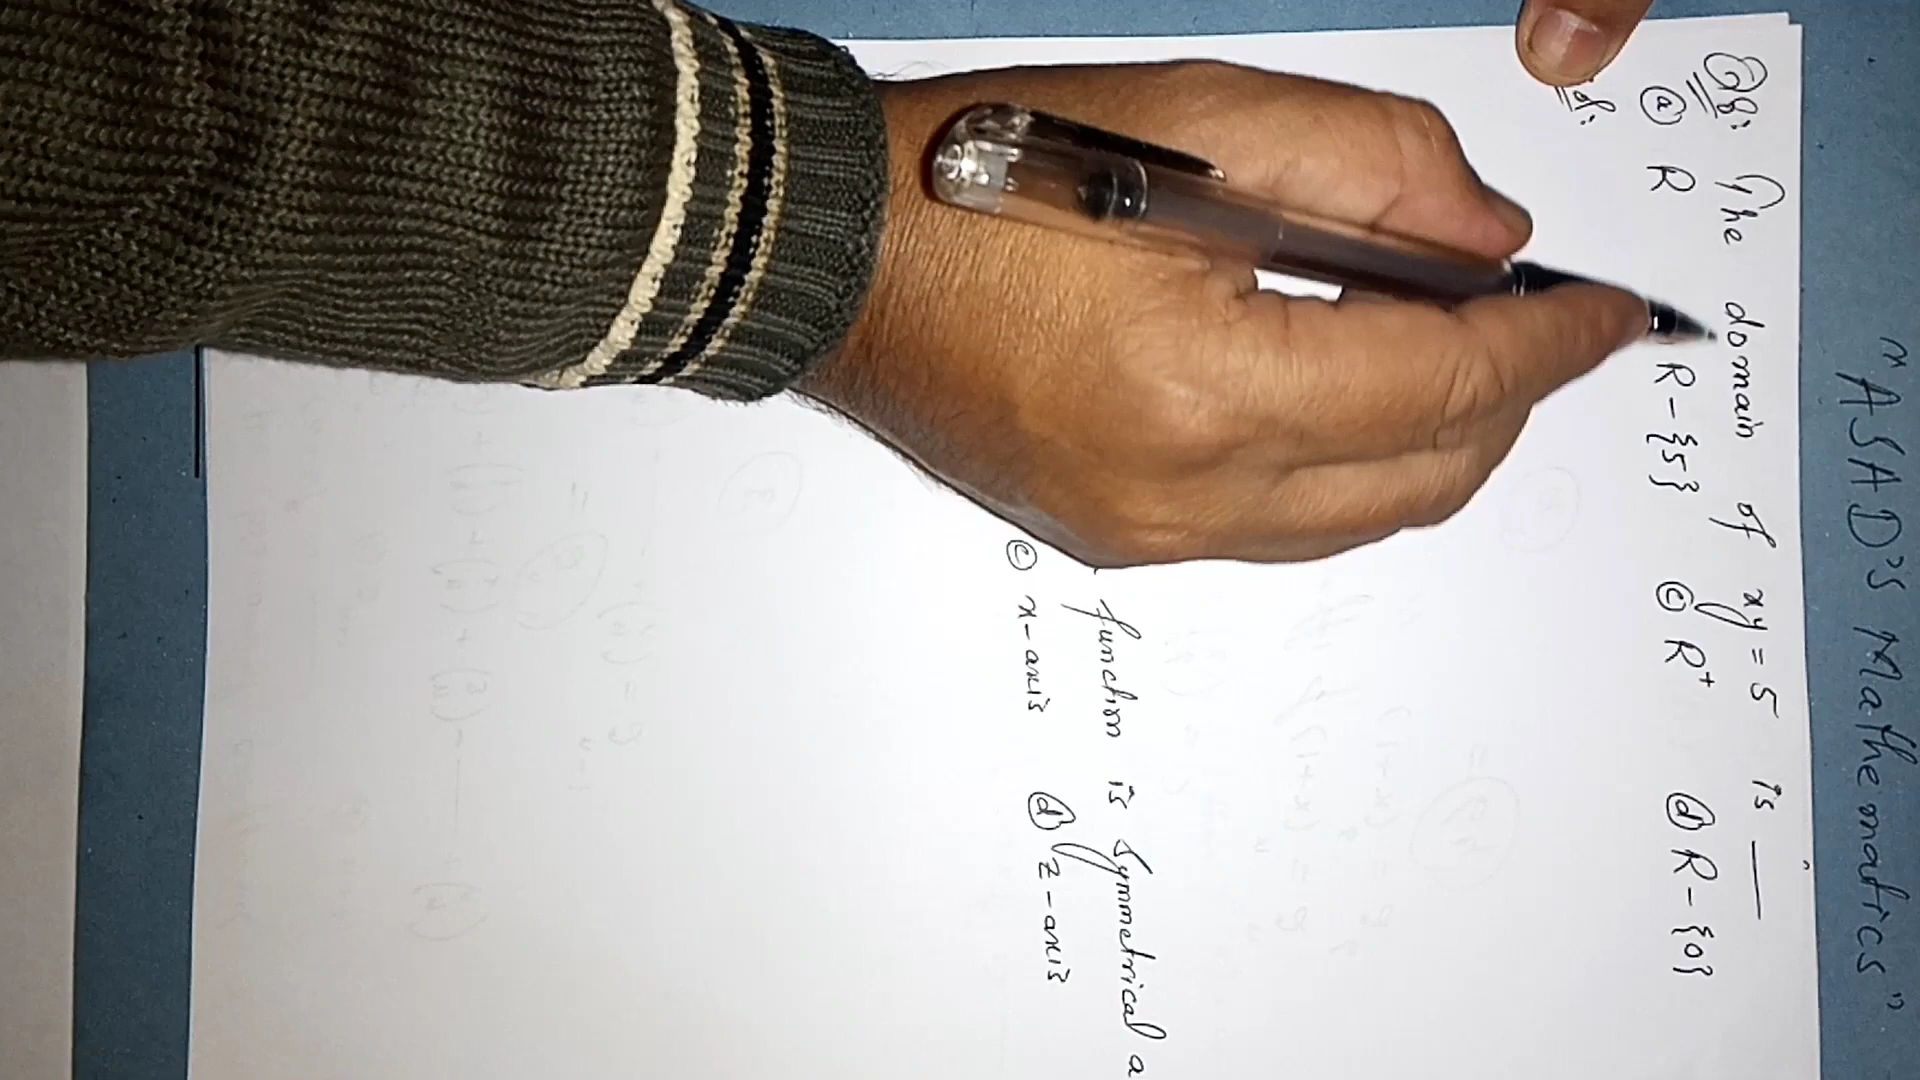 "ASAD's Mathematics"
Q8: The domain of xy = 5 is ___
ⓐ R R-{5} ⓒ R⁺ ⓓ R-{0}
function is symmetrical a
ⓒ x-axis ⓓ z-axis